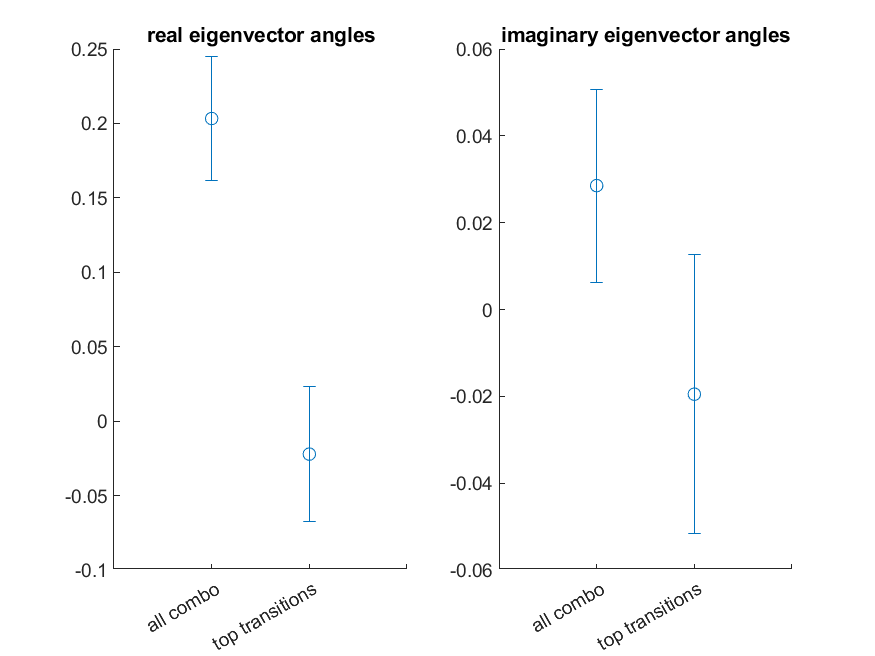 real eigenvector angles
0.25
0.2
0.15
0.1
0.05
0
-0.05
-0.1
all combo
top transitions
imaginary eigenvector angles
0.06
0.04
0.02
0
-0.02
-0.04
-0.06
all combo
top transitions